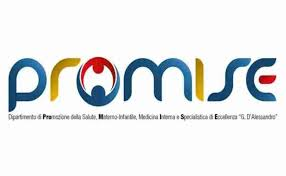 PROMISE
Dipartimento di Promozione della Salute, Materno-Infantile, Medicina Interna e Specialistica di Eccellenza "G. D'Alessandro"